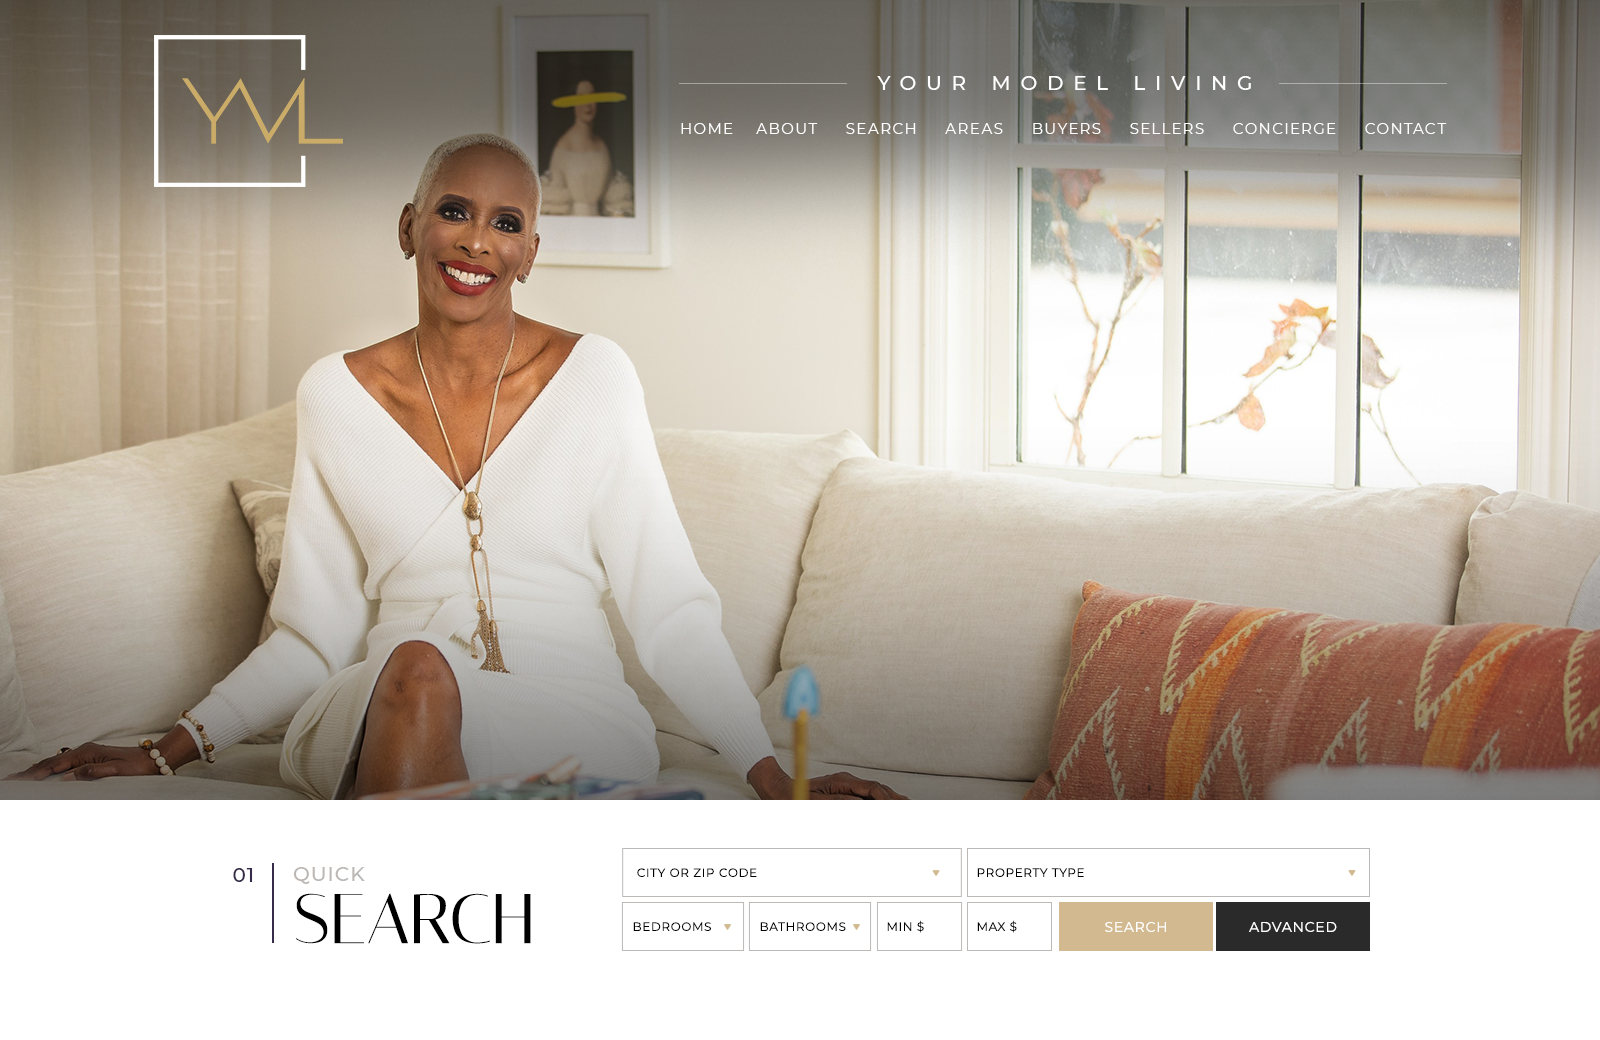 YML
YOUR MODEL LIVING
HOME ABOUT SEARCH AREAS BUYERS SELLERS CONCIERGE CONTACT
01
QUICK
SEARCH
CITY OR ZIP CODE
PROPERTY TYPE
BEDROOMS
BATHROOMS
MIN $
MAX $
SEARCH
ADVANCED